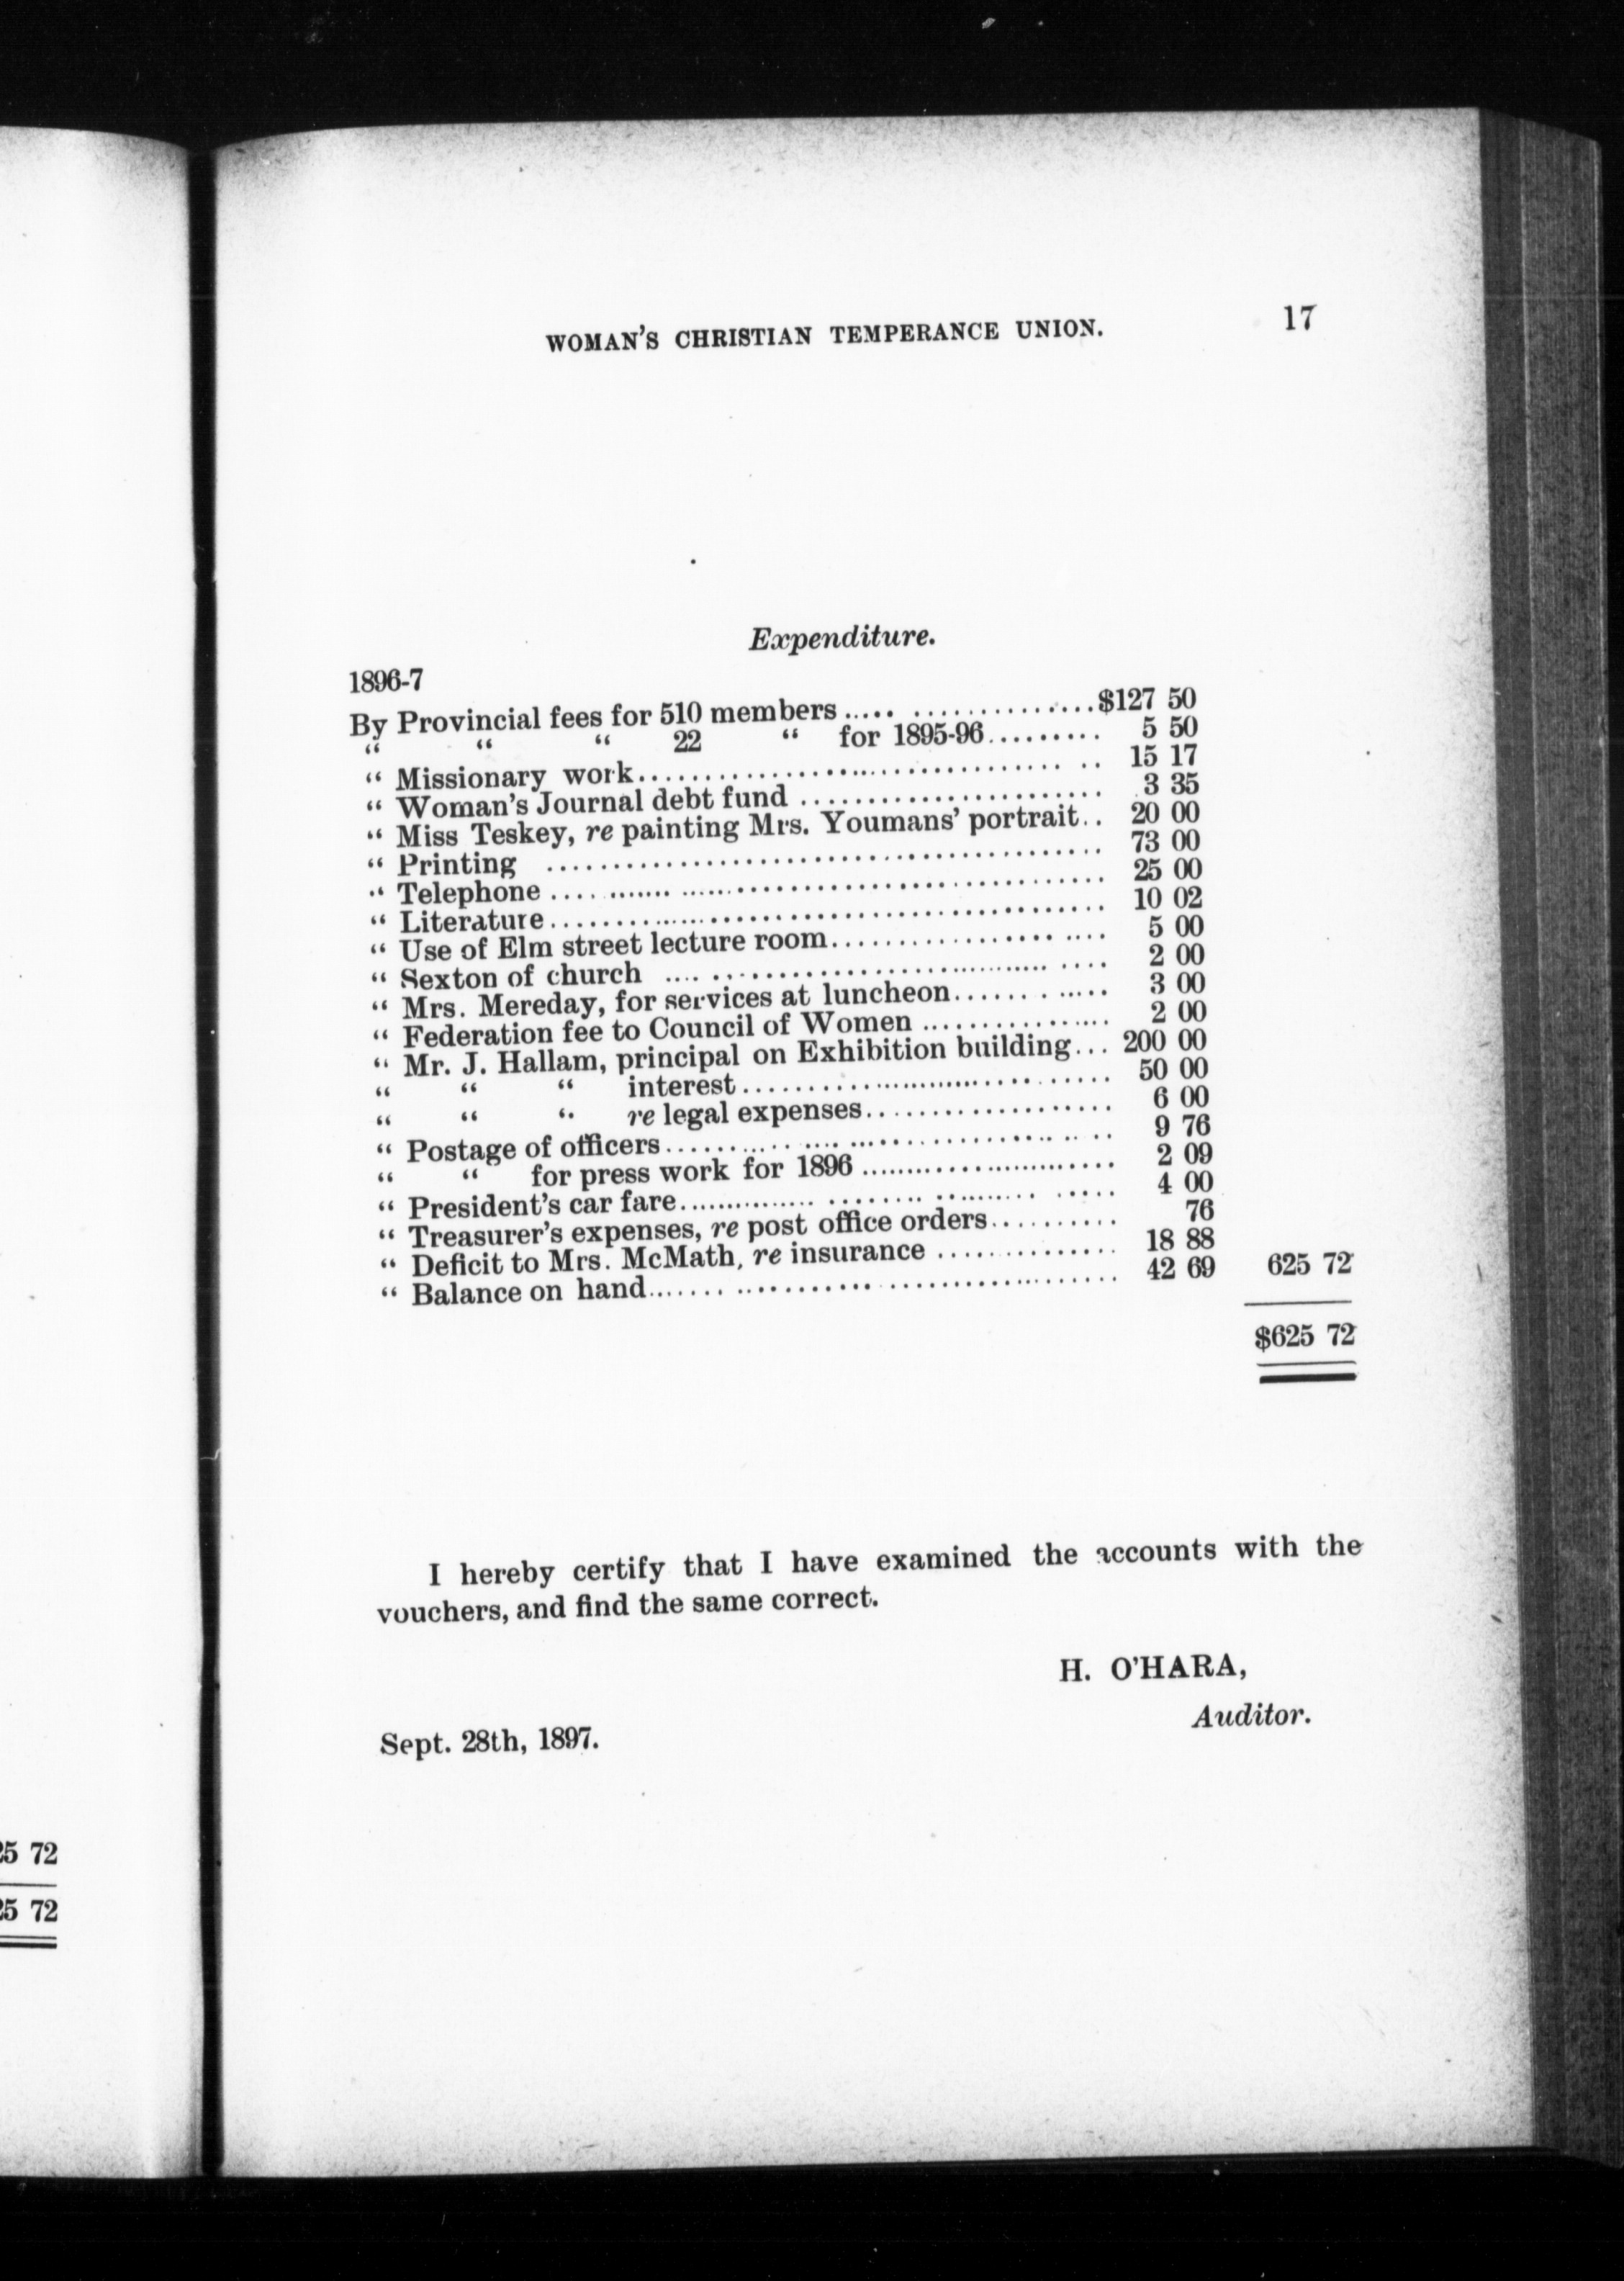 WOMAN'S CHRISTIAN TEMPERANCE UNION. 17
Expenditure.
1896-7
By Provincial fees for 510 members ..... ..............$127 50
" " " 22 " for 1895-96......... 5 50
" Missionary work................................ .. 15 17
" Woman's Journal debt fund ....................... 3 35
" Miss Teskey, re painting Mrs. Youmans' portrait.. 20 00
" Printing .......................................... 73 00
" Telephone .... ....... ................................ 25 00
" Literature.......................................... 10 02
" Use of Elm street lecture room................. .... 5 00
" Sexton of church .... ............................ .... 2 00
" Mrs. Mereday, for services at luncheon....... ..... 3 00
" Federation fee to Council of Women ................ 2 00
" Mr. J. Hallam, principal on Exhibition building... 200 00
" " " interest............................ ...... 50 00
" " " re legal expenses................... 6 00
" Postage of officers.................................... 9 76
" " for press work for 1896 ......................... 2 09
" President's car fare............... ........ ......... ..... 4 00
" Treasurer's expenses, re post office orders.......... 76
" Deficit to Mrs. McMath, re insurance .............. 18 88
" Balance on hand....... ............ .................. 42 69 625 72
$625 72
I hereby certify that I have examined the accounts with the
vouchers, and find the same correct.
H. O'HARA,
Auditor.
Sept. 28th, 1897.
25 72
25 72